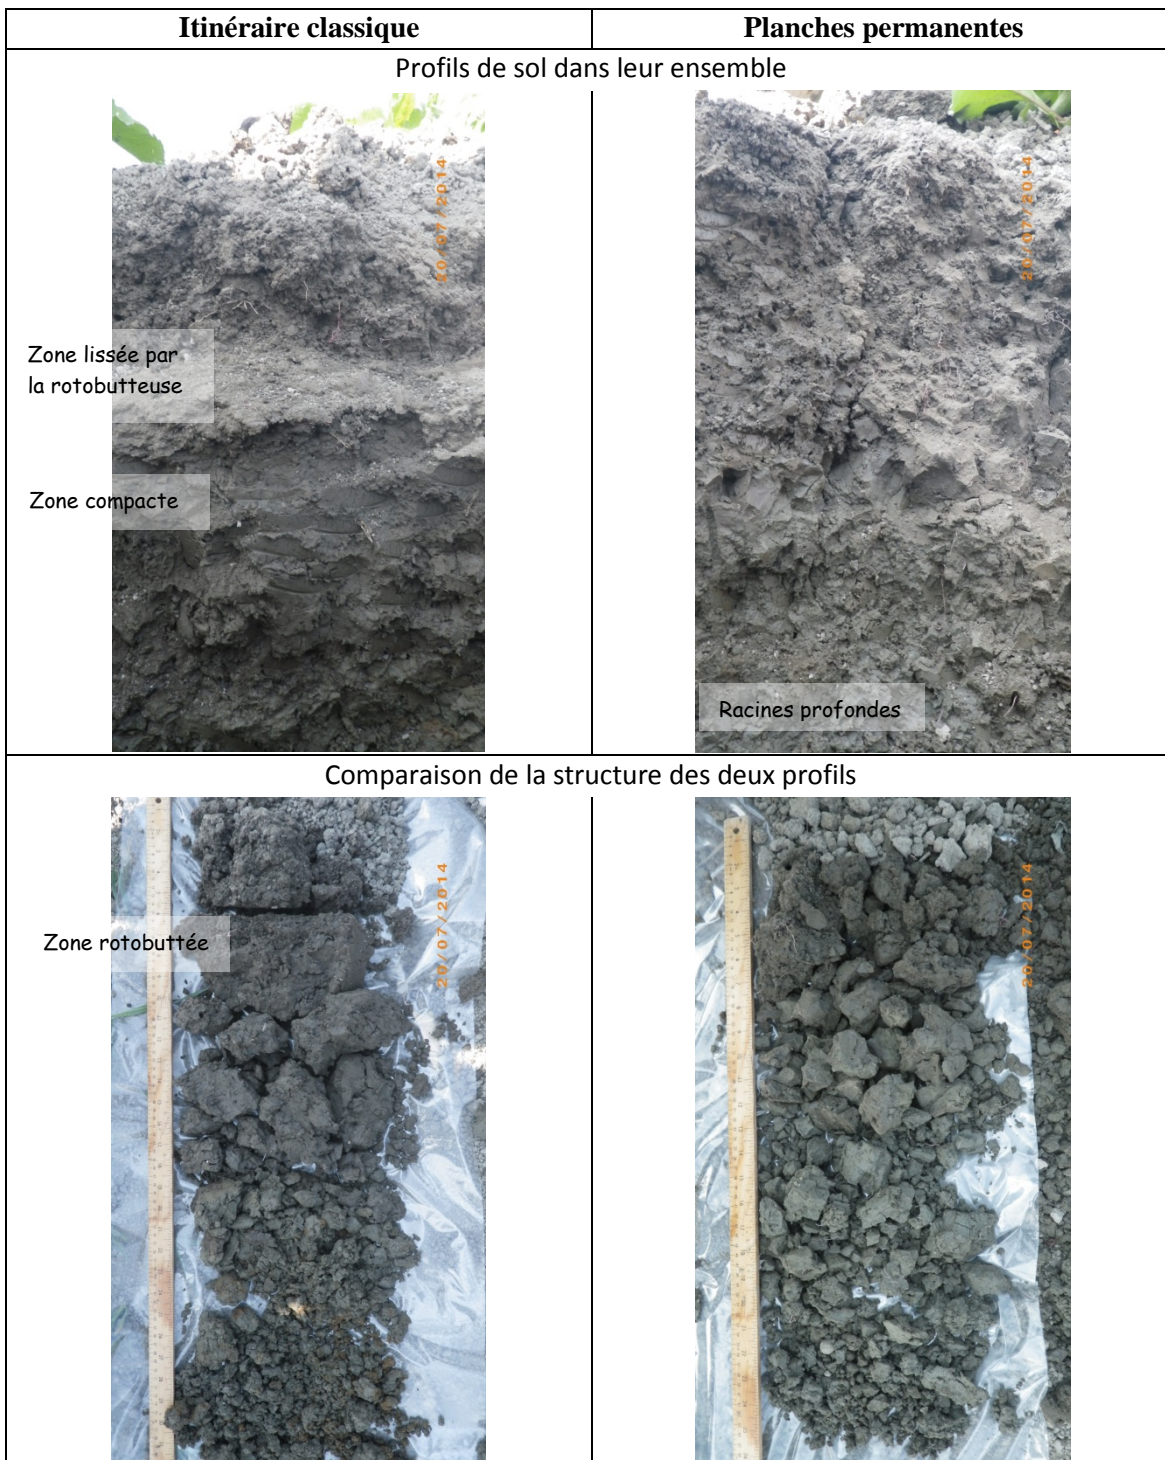 Itinéraire classique
Planches permanentes
Profils de sol dans leur ensemble
20/07/2014
Zone lissée par
la rotobutteuse
Zone compacte
20/07/2014
Racines profondes
Comparaison de la structure des deux profils
20/07/2014
Zone rotobuttée
20/07/2014